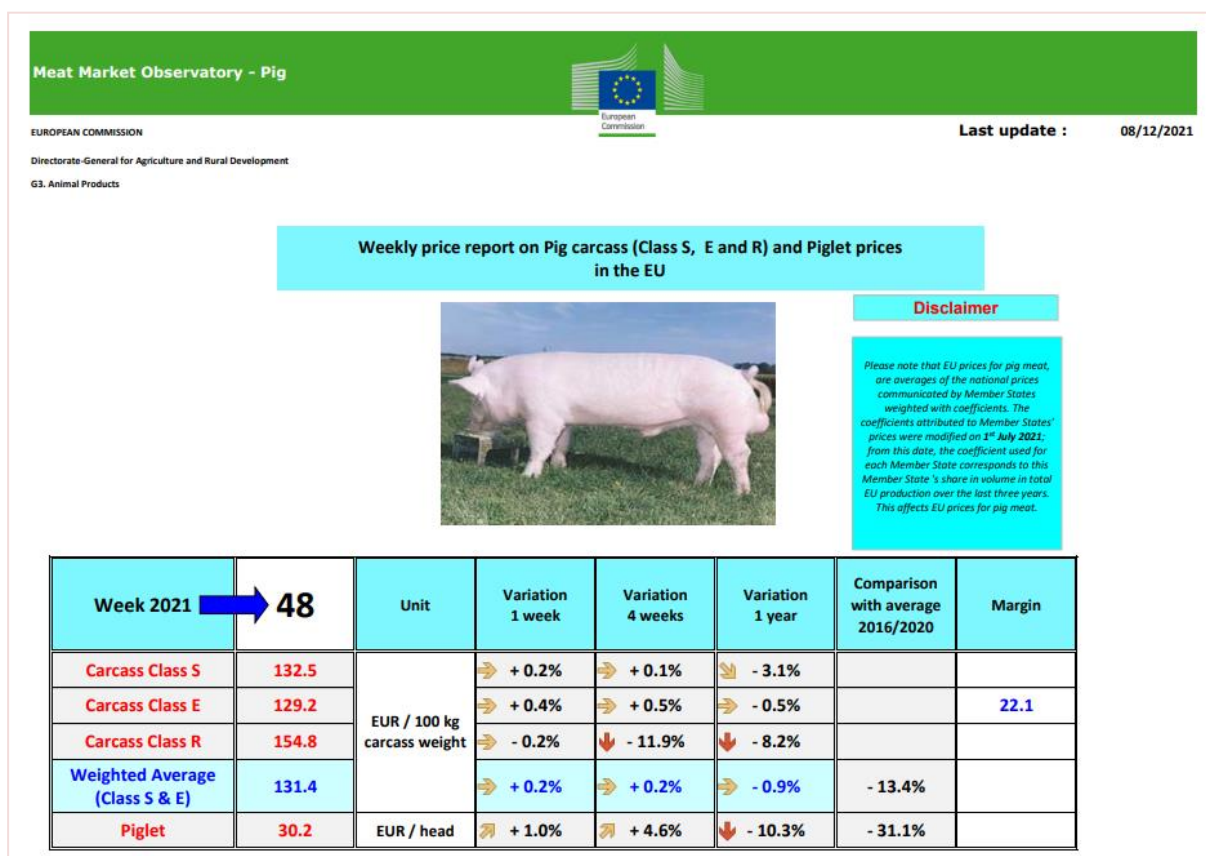 Meat Market Observatory - Pig
European
Commission
EUROPEAN COMMISSION
Last update :
08/12/2021
Directorate-General for Agriculture and Rural Development
G3. Animal Products
Weekly price report on Pig carcass (Class S, E and R) and Piglet prices
in the EU
Disclaimer
Please note that EU prices for pig meat,
are averages of the national prices
communicated by Member States
weighted with coefficients. The
coefficients attributed to Member States'
prices were modified on 1st July 2021;
from this date, the coefficient used for
each Member State corresponds to this
Member State 's share in volume in total
EU production over the last three years.
This affects EU prices for pig meat.
Week 2021
48
Unit
Variation
1 week
Variation
4 weeks
Variation
1 year
Comparison
with average
2016/2020
Margin
Carcass Class S
132.5
EUR / 100 kg
carcass weight
+ 0.2%
+ 0.1%
- 3.1%
Carcass Class E
129.2
+ 0.4%
+ 0.5%
- 0.5%
22.1
Carcass Class R
154.8
- 0.2%
- 11.9%
- 8.2%
Weighted Average
(Class S & E)
131.4
+ 0.2%
+ 0.2%
- 0.9%
- 13.4%
Piglet
30.2
EUR / head
+ 1.0%
+ 4.6%
- 10.3%
- 31.1%